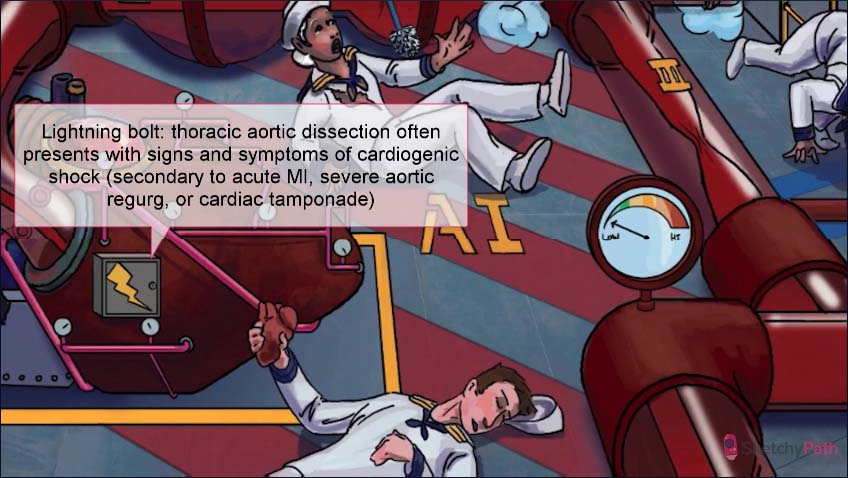 III
Lightning bolt: thoracic aortic dissection often
presents with signs and symptoms of cardiogenic
shock (secondary to acute MI, severe aortic
regurg, or cardiac tamponade)
AI
LOW HI
SketchyPath